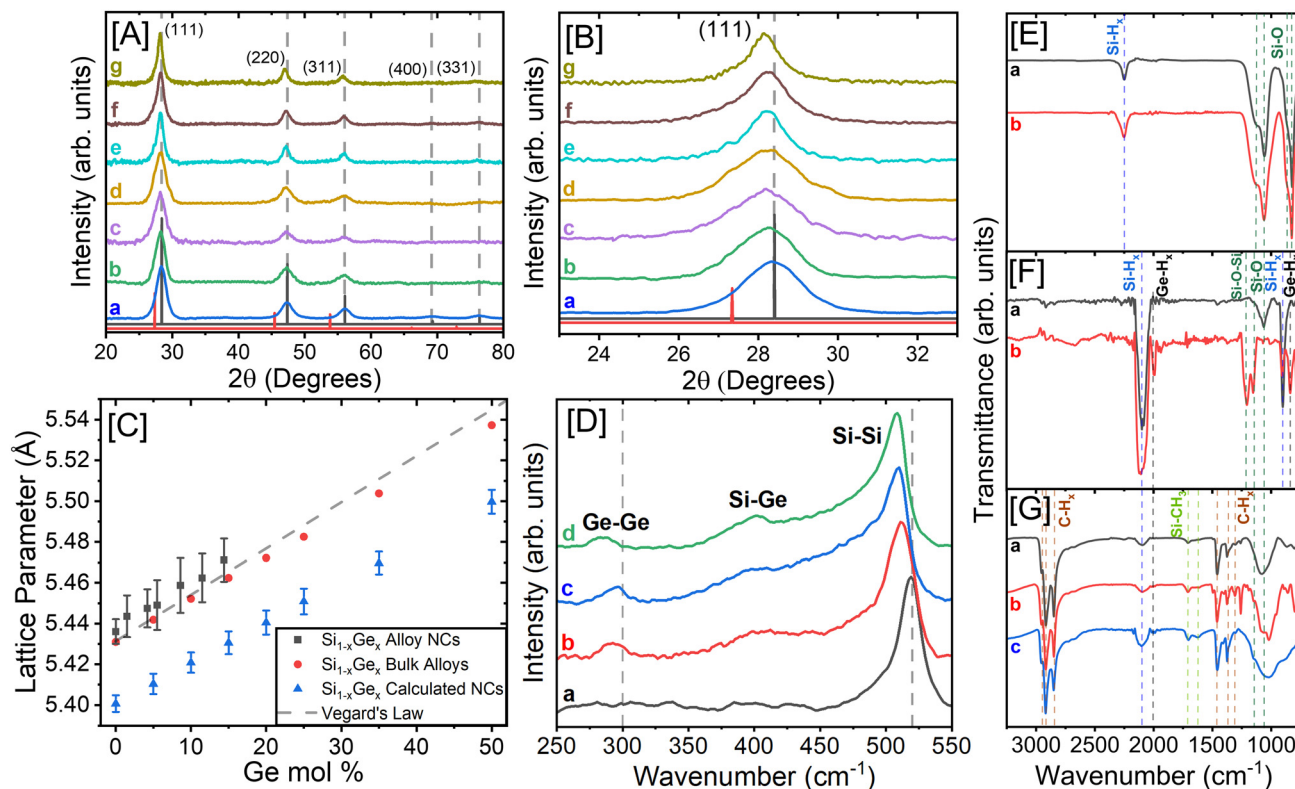 [A]
(111)
(220)
(311)
(400)
(331)
g
f
e
d
c
b
a
Intensity (arb. units)
20 30 40 50 60 70 80
2θ (Degrees)
[B]
(111)
g
f
e
d
c
b
a
Intensity (arb. units)
24 26 28 30 32
2θ (Degrees)
[C]
5.54
5.52
5.50
5.48
5.46
5.44
5.42
5.40
Lattice Parameter (Å)
Si1-xGex Alloy NCs
Si1-xGex Bulk Alloys
Si1-xGex Calculated NCs
Vegard's Law
0 10 20 30 40 50
Ge mol %
[D]
Si-Si
Si-Ge
Ge-Ge
d
c
b
a
Intensity (arb. units)
250 300 350 400 450 500 550
Wavenumber (cm-1)
[E]
Si-Hx
Si-O
a
b
[F]
Si-Hx
Ge-Hx
Si-O-Si
Si-O
Si-Hx
a
b
[G]
C-Hx
Si-CH3
C-Hx
a
b
c
Transmittance (arb. units)
3000 2500 2000 1500 1000
Wavenumber (cm-1)